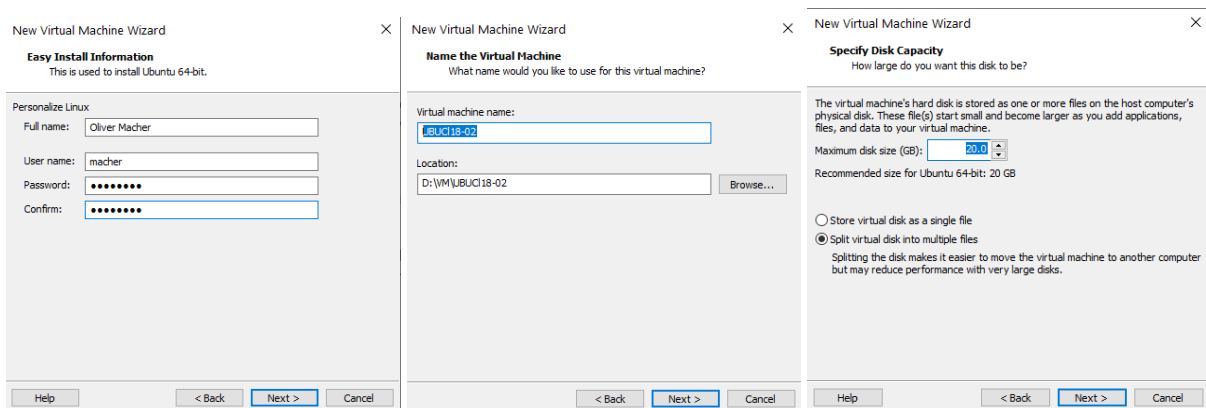 New Virtual Machine Wizard
Easy Install Information
This is used to install Ubuntu 64-bit.
Personalize Linux
Full name: Oliver Macher
User name: macher
Password: ●●●●●●●●
Confirm: ●●●●●●●●
Help < Back Next > Cancel
New Virtual Machine Wizard
Name the Virtual Machine
What name would you like to use for this virtual machine?
Virtual machine name:
UBUCl18-02
Location:
D:\VM\UBUCl18-02 Browse...
< Back Next > Cancel
New Virtual Machine Wizard
Specify Disk Capacity
How large do you want this disk to be?
The virtual machine's hard disk is stored as one or more files on the host computer's
physical disk. These file(s) start small and become larger as you add applications,
files, and data to your virtual machine.
Maximum disk size (GB): 20.0
Recommended size for Ubuntu 64-bit: 20 GB
Store virtual disk as a single file
Split virtual disk into multiple files
Splitting the disk makes it easier to move the virtual machine to another computer
but may reduce performance with very large disks.
Help < Back Next > Cancel